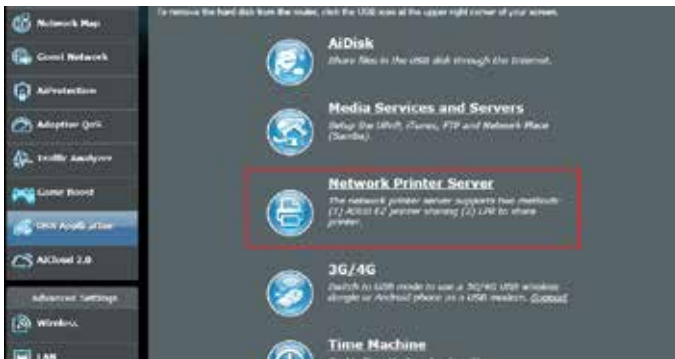 To remove the hard disk from the router, click the USB icon at the upper right corner of your screen.
Network Map
Guest Network
AiProtection
Adaptive QoS
Traffic Analyzer
Game Boost
USB Application
AiCloud 2.0
Advanced Settings
Wireless
LAN
AiDisk
Share files in the USB disk through the Internet.
Media Services and Servers
Setup the UPnP, iTunes, FTP and Network Place
(Samba).
Network Printer Server
The network printer server supports two methods:
(1) ASUS EZ printer sharing (2) LPR to share
printer.
3G/4G
Switch to USB mode to use a 3G/4G USB wireless
dongle or Android phone as a USB modem. Support
Time Machine